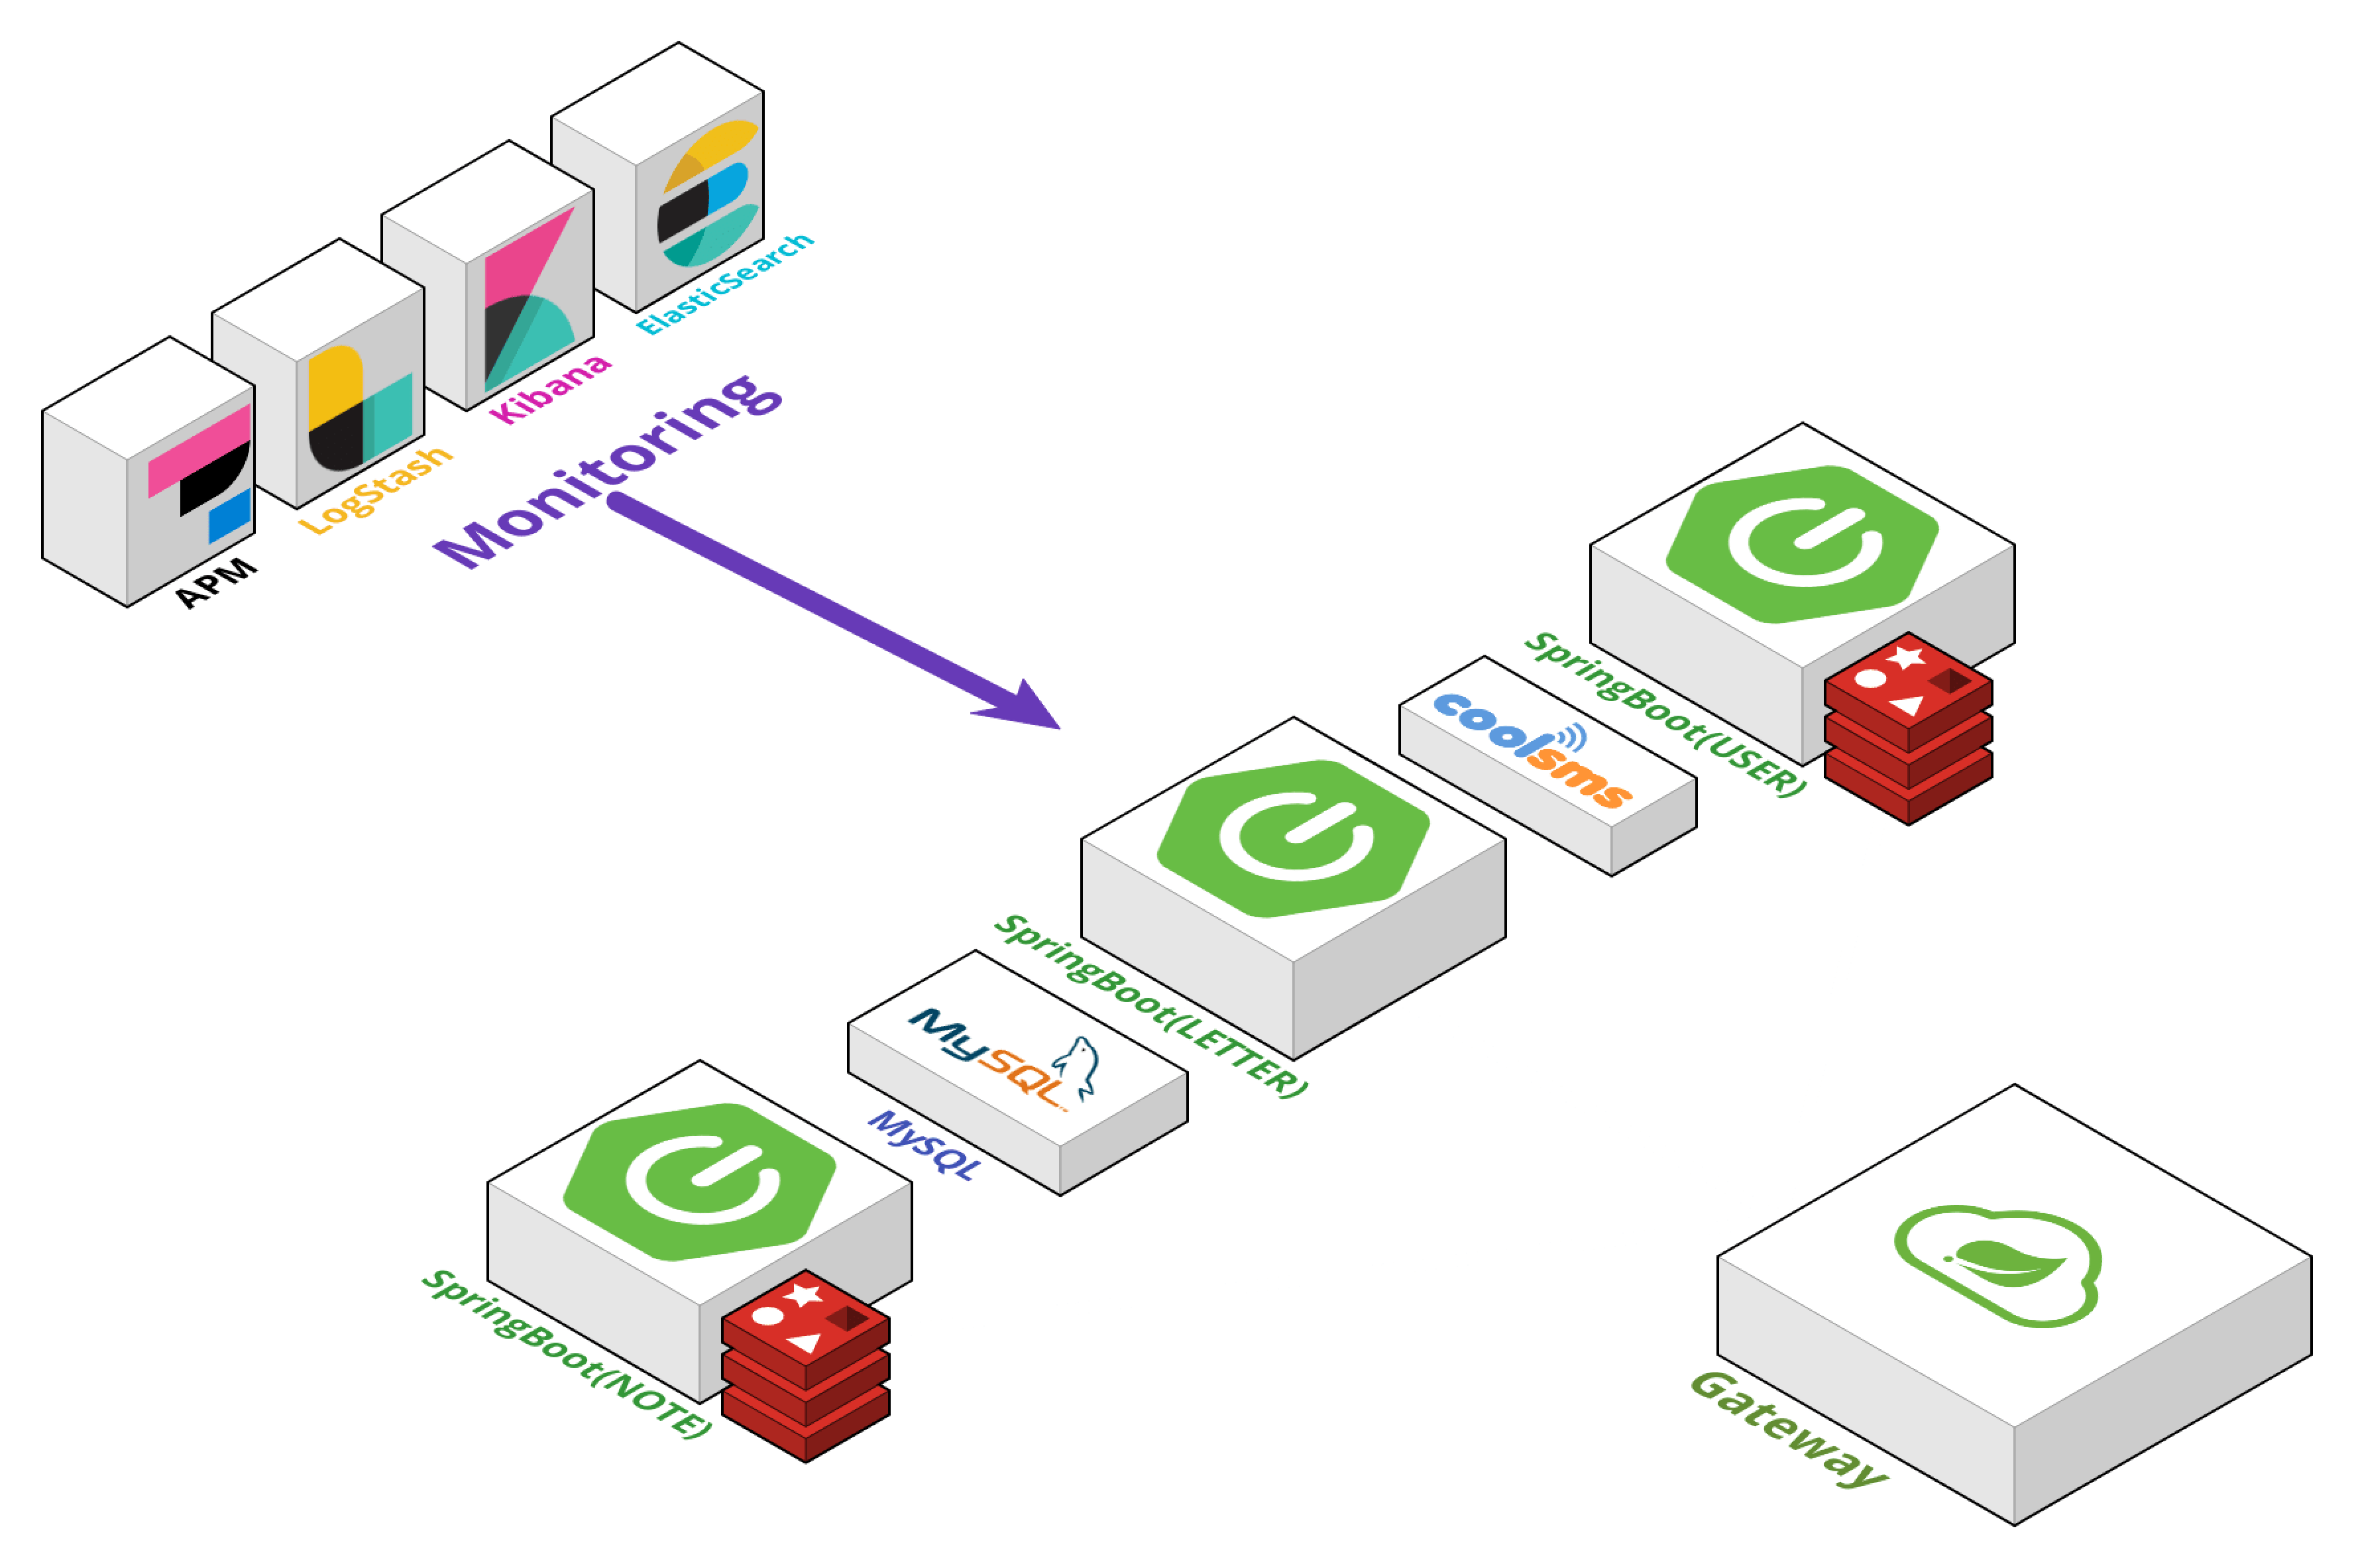 ElasticSearch
Kibana
Logstash
APM
Monitoring
SpringBoot(USER)
coolsms
SpringBoot(LETTER)
MySQL
MySQL
SpringBoot(NOTE)
Gateway